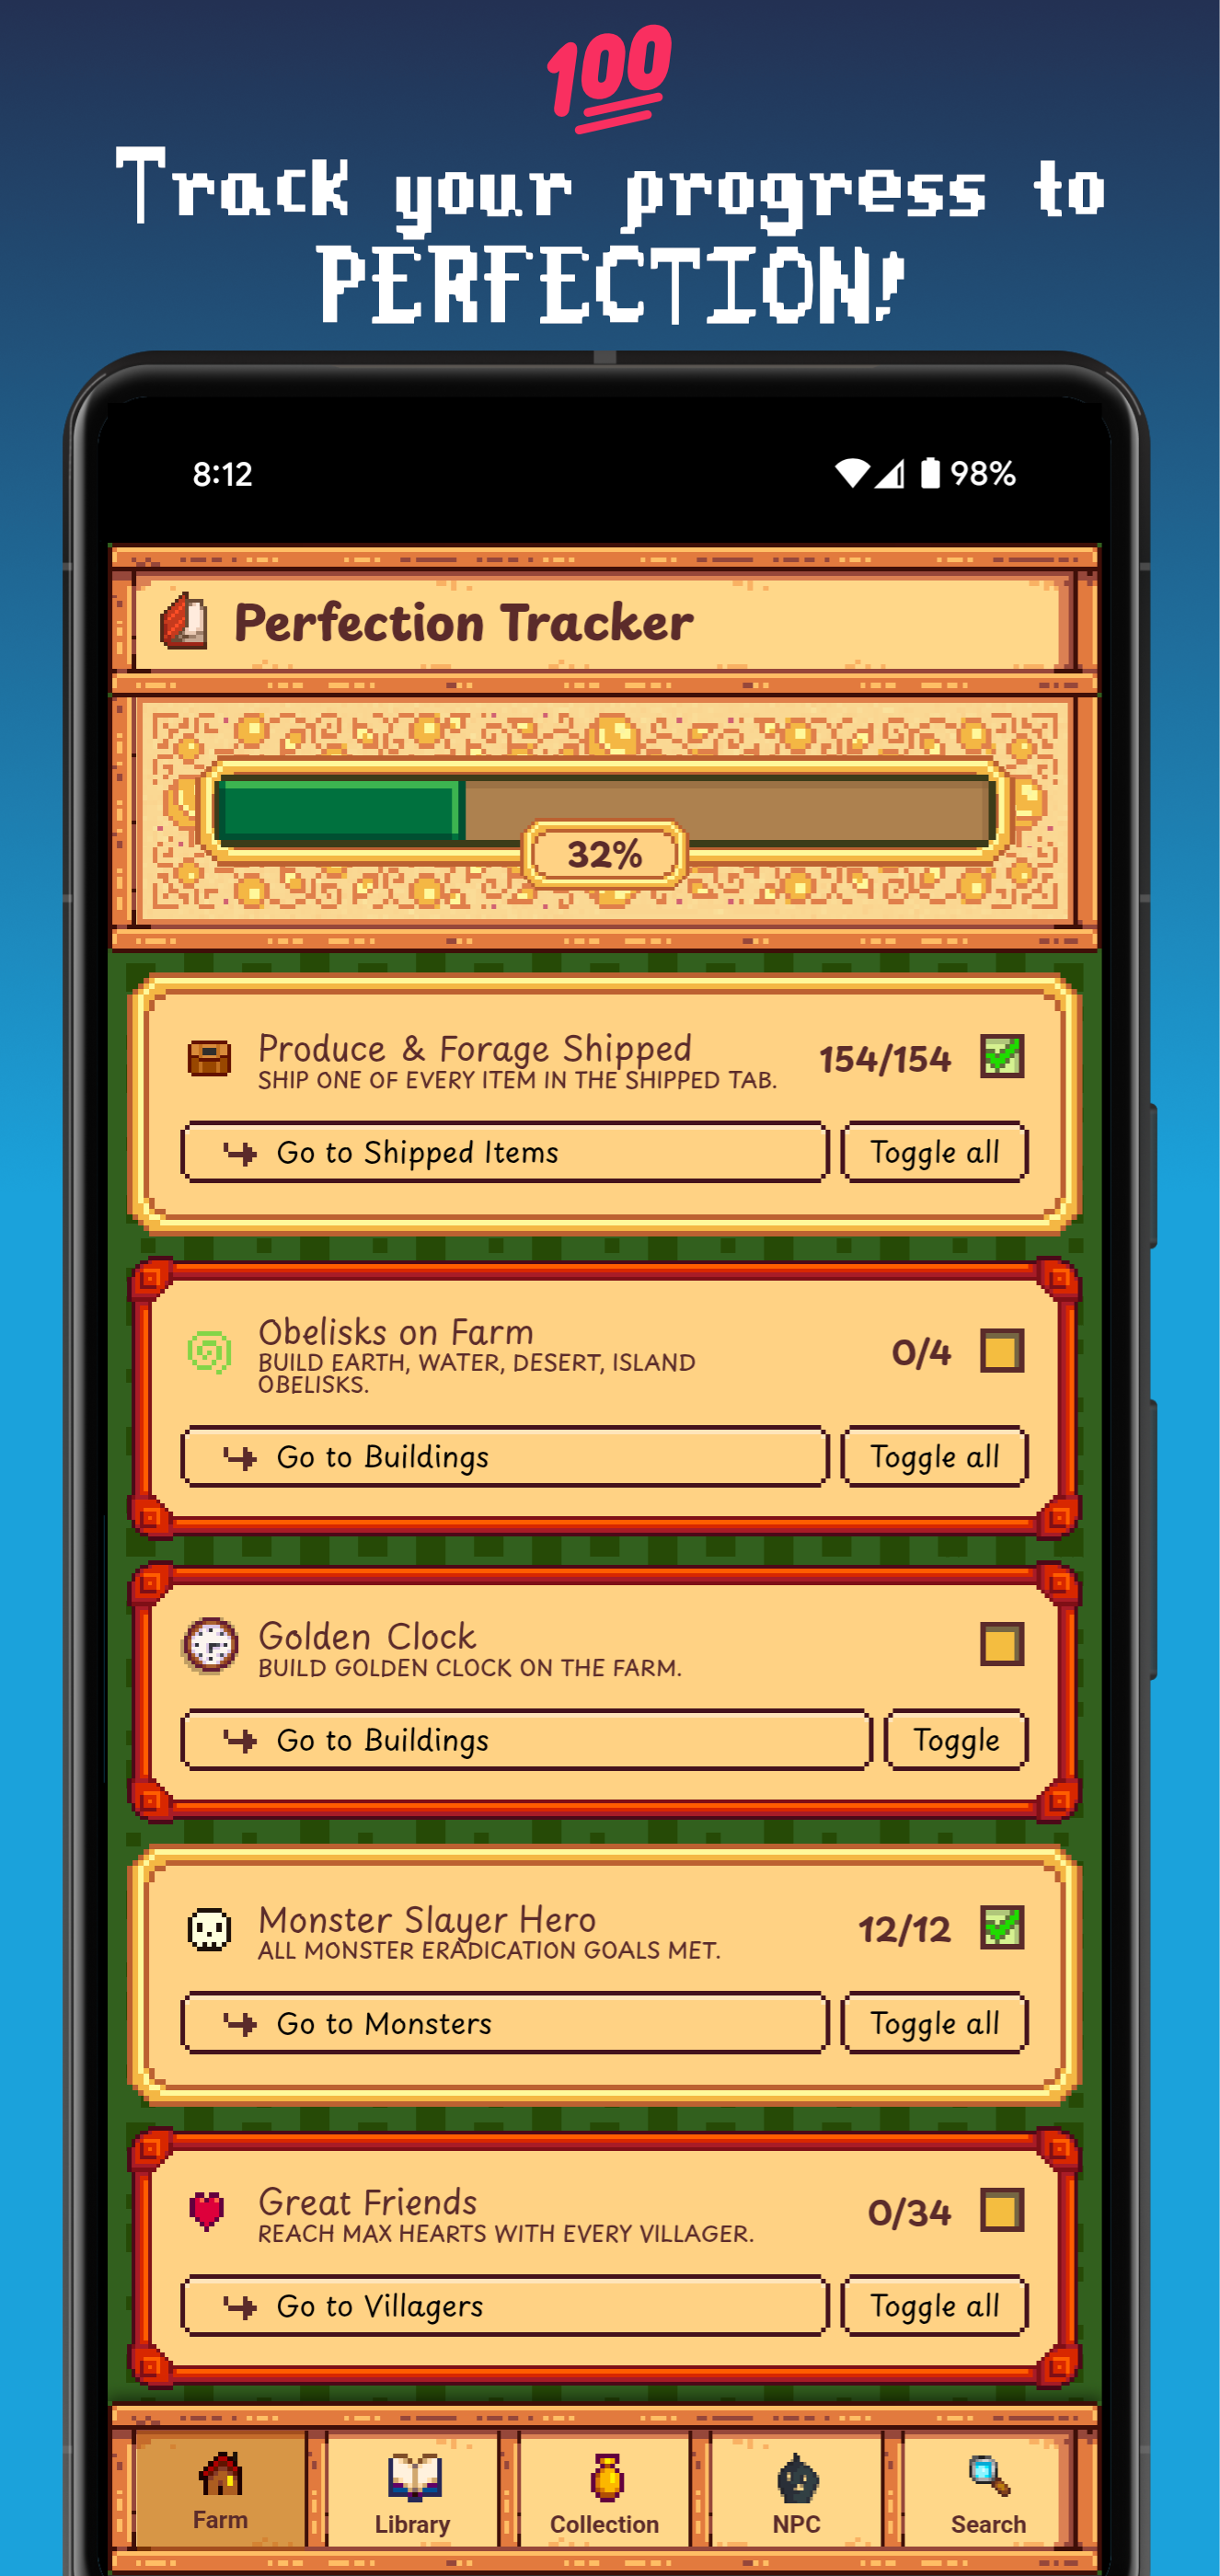 100
Track your progress to
PERFECTION!
8:12
98%
Perfection Tracker
32%
Produce & Forage Shipped
SHIP ONE OF EVERY ITEM IN THE SHIPPED TAB.
154/154
Go to Shipped Items
Toggle all
Obelisks on Farm
BUILD EARTH, WATER, DESERT, ISLAND
OBELISKS.
0/4
Go to Buildings
Toggle all
Golden Clock
BUILD GOLDEN CLOCK ON THE FARM.
Go to Buildings
Toggle
Monster Slayer Hero
ALL MONSTER ERADICATION GOALS MET.
12/12
Go to Monsters
Toggle all
Great Friends
REACH MAX HEARTS WITH EVERY VILLAGER.
0/34
Go to Villagers
Toggle all
Farm
Library
Collection
NPC
Search